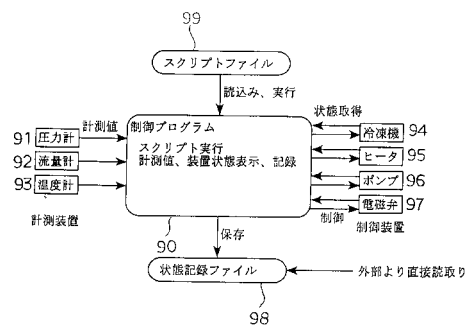 99
スクリプトファイル
読込み、実行
状態取得
計測値
制御プログラム
スクリプト実行
計測値、装置状態表示、記録
91 圧力計
92 流量計
93 温度計
計測装置
冷凍機 94
ヒータ 95
ポンプ 96
電磁弁 97
制御
制御装置
90
保存
状態記録ファイル
外部より直接読取り
98